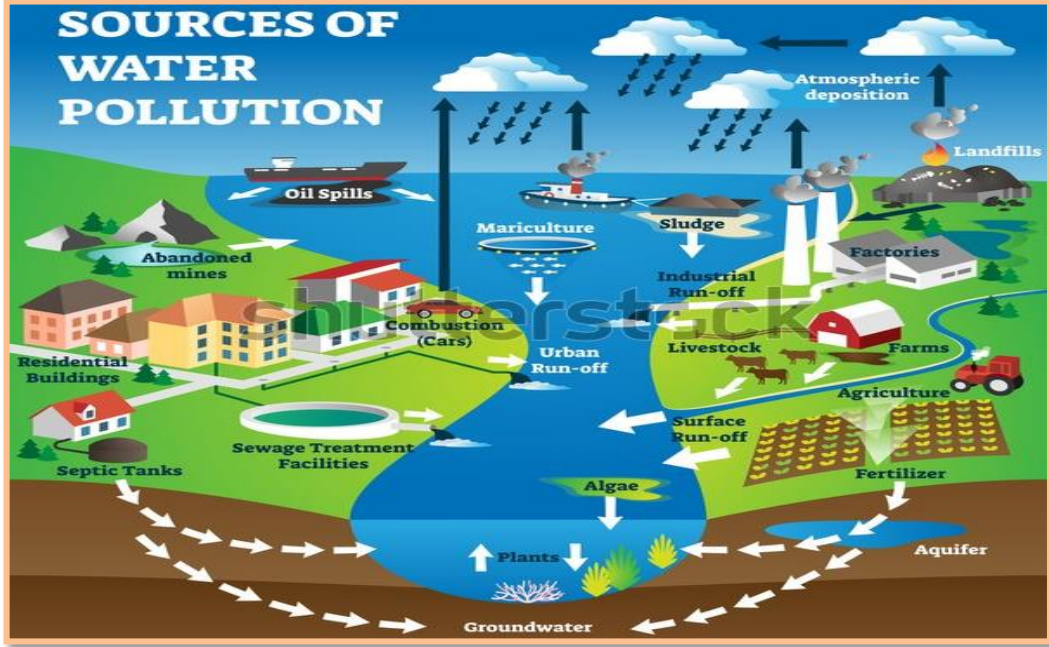 SOURCES OF
WATER
POLLUTION
Atmospheric
deposition
Landfills
Oil Spills
Mariculture
Sludge
Abandoned
mines
Factories
Industrial
Run-off
shutterstock
Combustion
(Cars)
Livestock
Farms
Residential
Buildings
Urban
Run-off
Agriculture
Surface
Run-off
Sewage Treatment
Facilities
Septic Tanks
Fertilizer
Algae
Aquifer
Plants
Groundwater